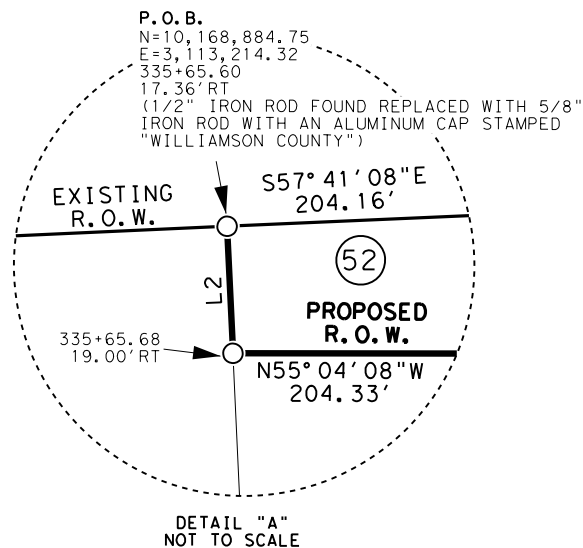 P.O.B.
N=10,168,884.75
E=3,113,214.32
335+65.60
17.36'RT
(1/2" IRON ROD FOUND REPLACED WITH 5/8"
IRON ROD WITH AN ALUMINUM CAP STAMPED
"WILLIAMSON COUNTY")
EXISTING
R.O.W.
S57°41'08"E
204.16'
52
L2
PROPOSED
R.O.W.
335+65.68
19.00'RT
N55°04'08"W
204.33'
DETAIL "A"
NOT TO SCALE